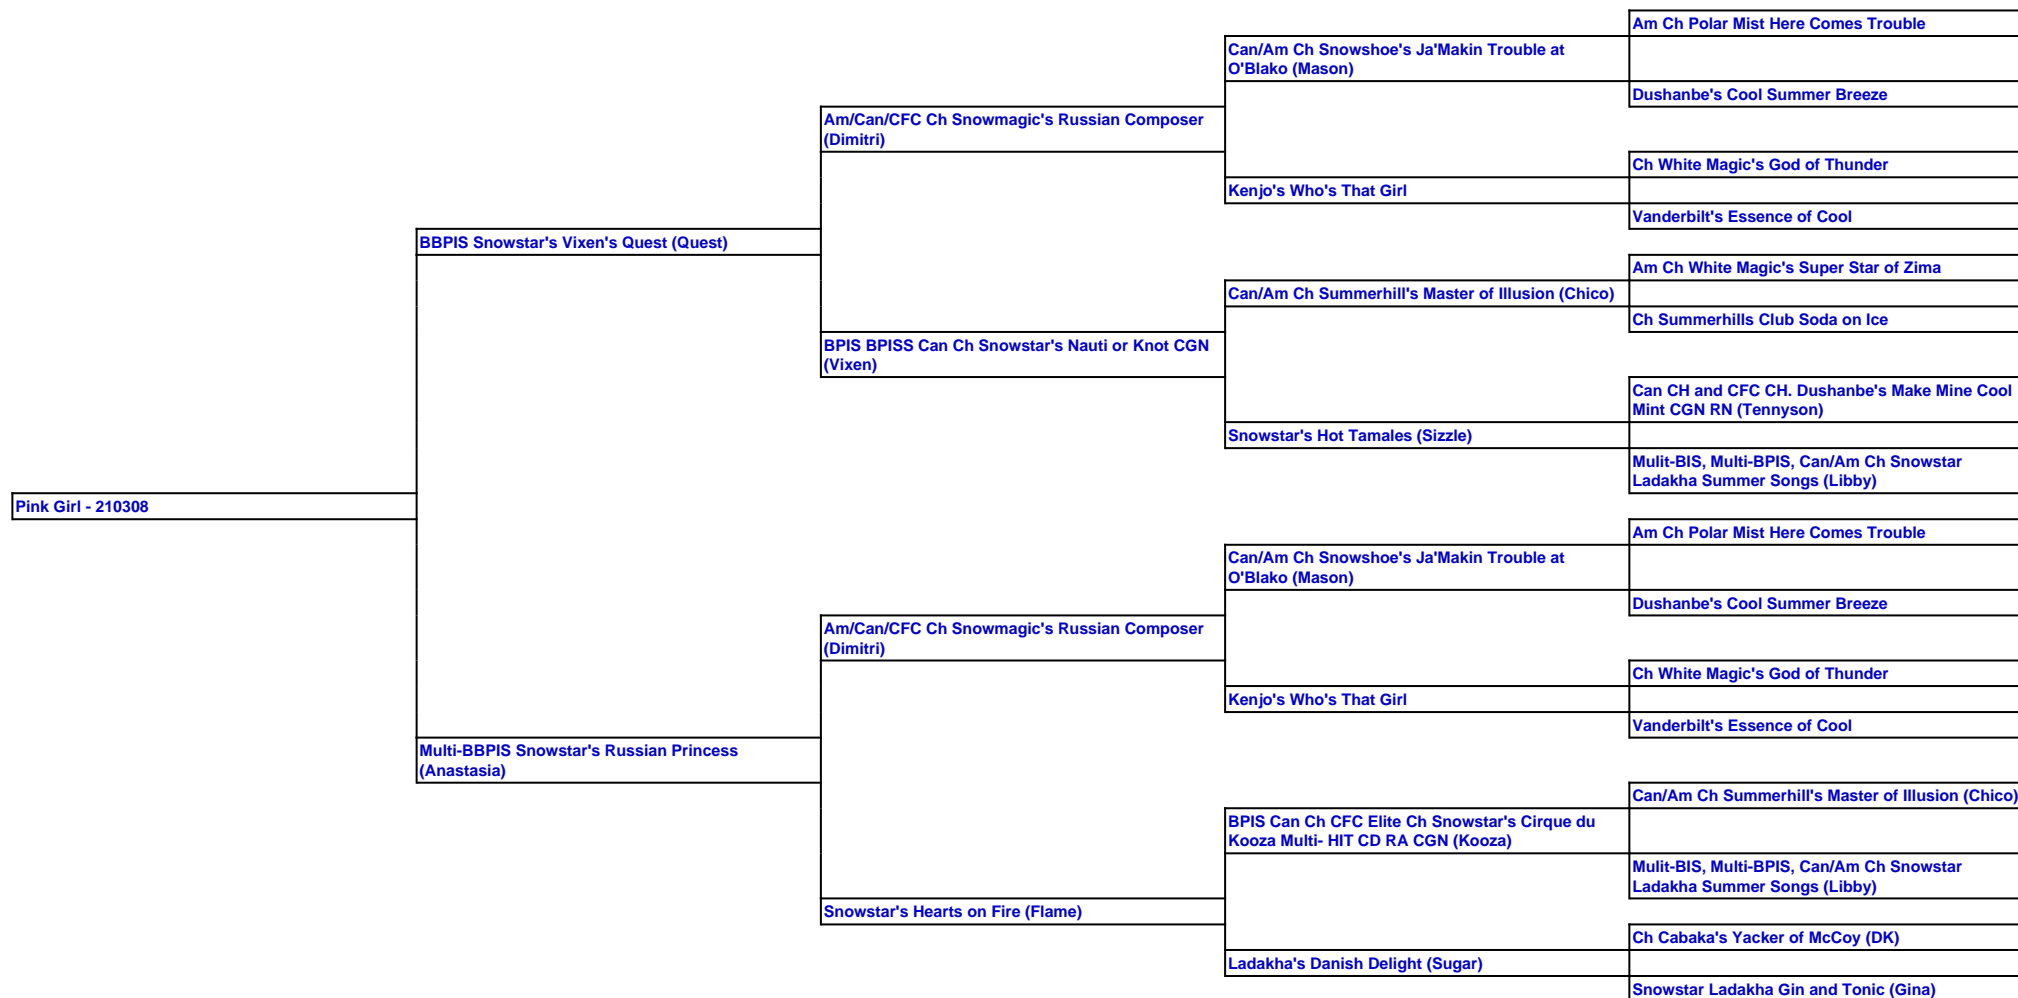 Am Ch Polar Mist Here Comes Trouble
Can/Am Ch Snowshoe's Ja'Makin Trouble at
O'Blako (Mason)
Dushanbe's Cool Summer Breeze
Am/Can/CFC Ch Snowmagic's Russian Composer
(Dimitri)
Ch White Magic's God of Thunder
Kenjo's Who's That Girl
Vanderbilt's Essence of Cool
BBPIS Snowstar's Vixen's Quest (Quest)
Am Ch White Magic's Super Star of Zima
Can/Am Ch Summerhill's Master of Illusion (Chico)
Ch Summerhills Club Soda on Ice
BPIS BPISS Can Ch Snowstar's Nauti or Knot CGN
(Vixen)
Can CH and CFC CH. Dushanbe's Make Mine Cool
Mint CGN RN (Tennyson)
Snowstar's Hot Tamales (Sizzle)
Mulit-BIS, Multi-BPIS, Can/Am Ch Snowstar
Ladakha Summer Songs (Libby)
Pink Girl - 210308
Am Ch Polar Mist Here Comes Trouble
Can/Am Ch Snowshoe's Ja'Makin Trouble at
O'Blako (Mason)
Dushanbe's Cool Summer Breeze
Am/Can/CFC Ch Snowmagic's Russian Composer
(Dimitri)
Ch White Magic's God of Thunder
Kenjo's Who's That Girl
Vanderbilt's Essence of Cool
Multi-BBPIS Snowstar's Russian Princess
(Anastasia)
Can/Am Ch Summerhill's Master of Illusion (Chico)
BPIS Can Ch CFC Elite Ch Snowstar's Cirque du
Kooza Multi- HIT CD RA CGN (Kooza)
Mulit-BIS, Multi-BPIS, Can/Am Ch Snowstar
Ladakha Summer Songs (Libby)
Snowstar's Hearts on Fire (Flame)
Ch Cabaka's Yacker of McCoy (DK)
Ladakha's Danish Delight (Sugar)
Snowstar Ladakha Gin and Tonic (Gina)